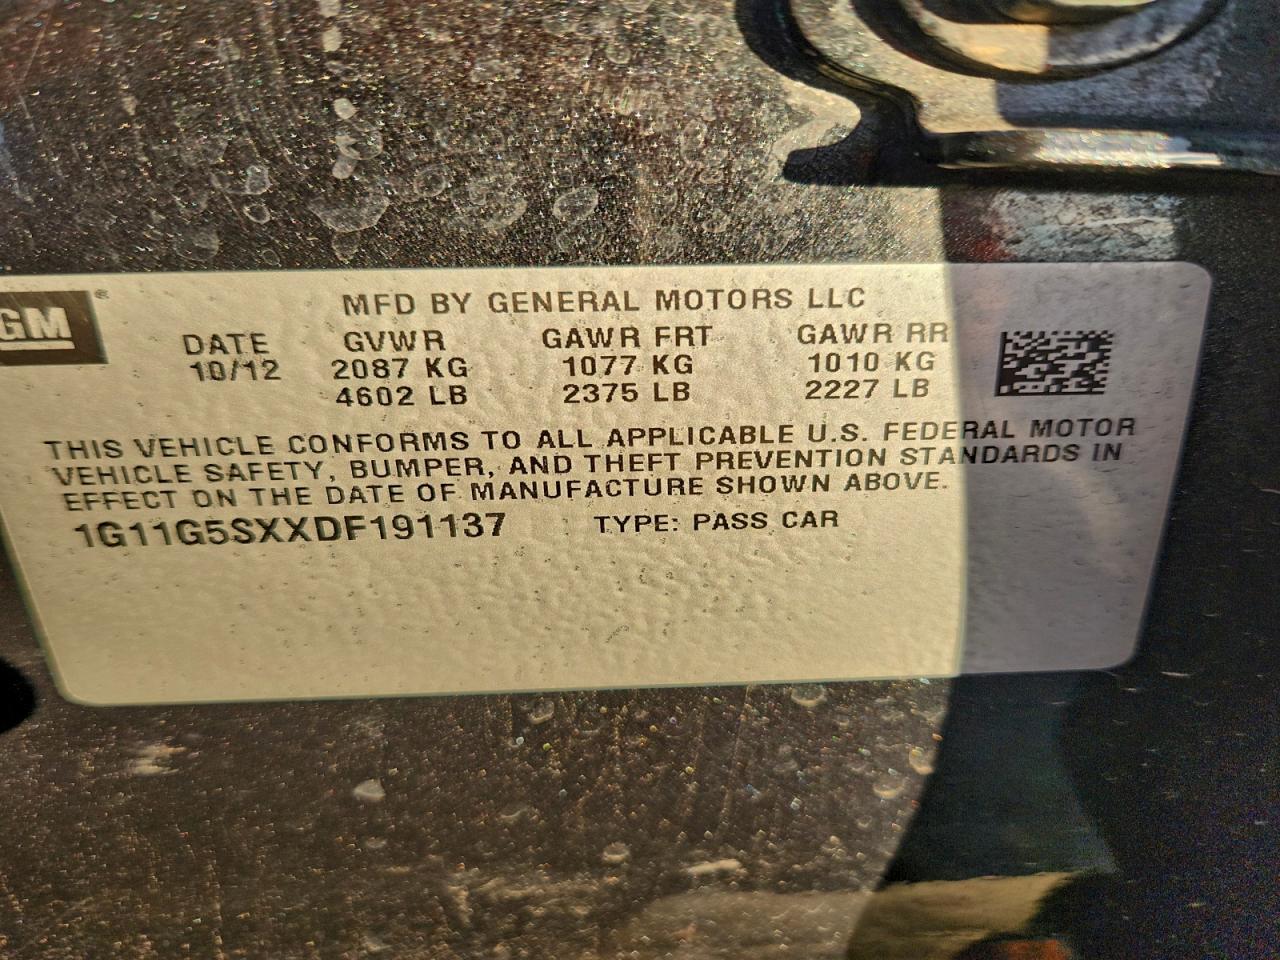 GM®
MFD BY GENERAL MOTORS LLC
DATE GVWR GAWR FRT GAWR RR
10/12 2087 KG 1077 KG 1010 KG
4602 LB 2375 LB 2227 LB
THIS VEHICLE CONFORMS TO ALL APPLICABLE U.S. FEDERAL MOTOR
VEHICLE SAFETY, BUMPER, AND THEFT PREVENTION STANDARDS IN
EFFECT ON THE DATE OF MANUFACTURE SHOWN ABOVE.
1G11G5SXXDF191137 TYPE: PASS CAR